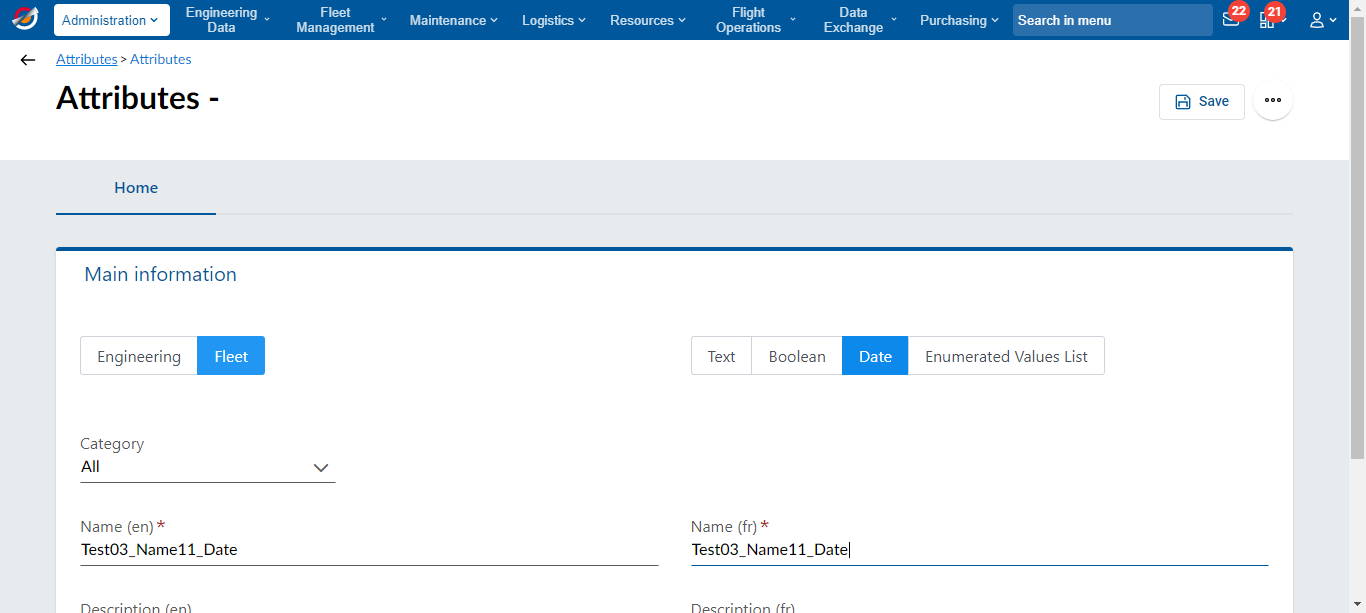 Administration
Engineering Data
Fleet Management
Maintenance
Logistics
Resources
Flight Operations
Data Exchange
Purchasing
Search in menu
22
21
Attributes > Attributes
Attributes -
Save
Home
Main information
Engineering Fleet
Text Boolean Date Enumerated Values List
Category
All
Name (en) *
Test03_Name11_Date
Name (fr) *
Test03_Name11_Date
Description (en)
Description (fr)